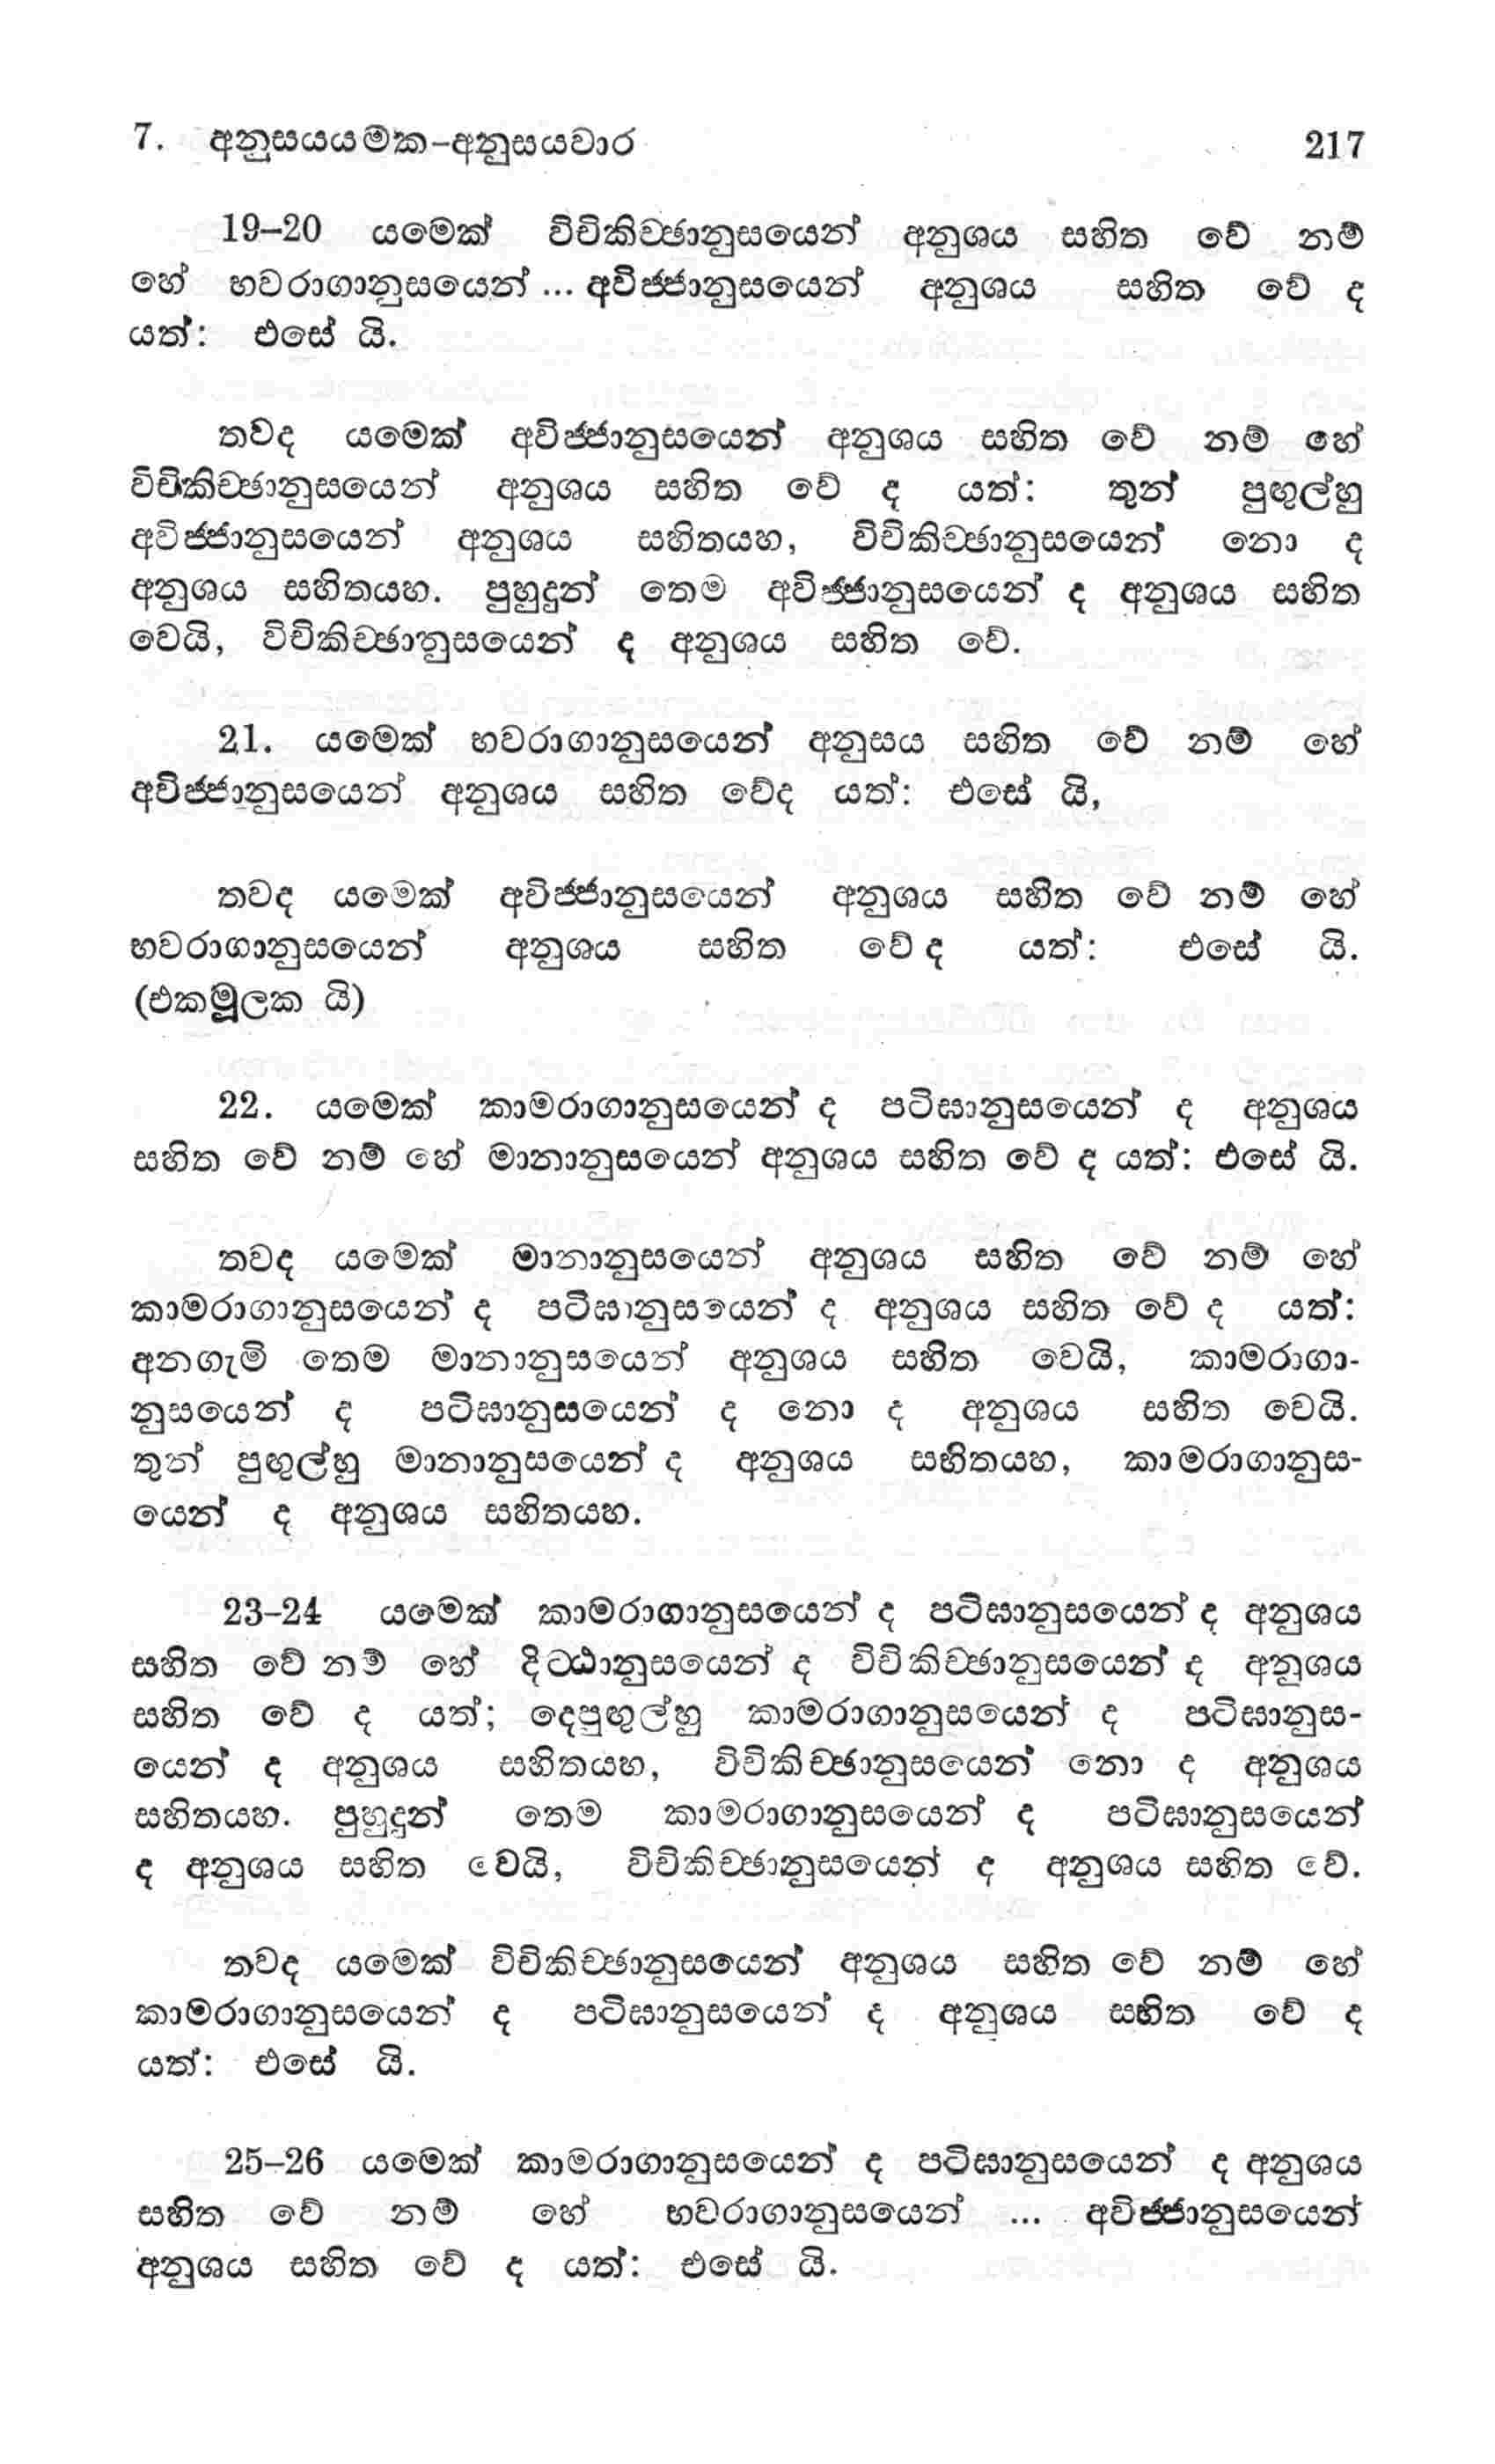 7. අනුසයයමක-අනුසයවාර 217
19-20 යමෙක් විචිකිච්ඡානුසයෙන් අනුශය සහිත වේ නම්
හේ භවරාගානුසයෙන් ... අවිජ්ජානුසයෙන් අනුශය සහිත වේ ද
යත්: එසේ යි.
තවද යමෙක් අවිජ්ජානුසයෙන් අනුශය සහිත වේ නම් හේ
විචිකිච්ඡානුසයෙන් අනුශය සහිත වේ ද යත්: තුන් පුඟුල්හු
අවිජ්ජානුසයෙන් අනුශය සහිතයහ, විචිකිච්ඡානුසයෙන් නො ද
අනුශය සහිතයහ. පුහුදුන් තෙම අවිජ්ජානුසයෙන් ද අනුශය සහිත
වෙයි, විචිකිච්ඡානුසයෙන් ද අනුශය සහිත වේ.
21. යමෙක් භවරාගානුසයෙන් අනුසය සහිත වේ නම් හේ
අවිජ්ජානුසයෙන් අනුශය සහිත වේද යත්: එසේ යි,
තවද යමෙක් අවිජ්ජානුසයෙන් අනුශය සහිත වේ නම් හේ
භවරාගානුසයෙන් අනුශය සහිත වේ ද යත්: එසේ යි.
(එකමූලක යි)
22. යමෙක් කාමරාගානුසයෙන් ද පටිඝානුසයෙන් ද අනුශය
සහිත වේ නම් හේ මානානුසයෙන් අනුශය සහිත වේ ද යත්: එසේ යි.
තවද යමෙක් මානානුසයෙන් අනුශය සහිත වේ නම් හේ
කාමරාගානුසයෙන් ද පටිඝානුසයෙන් ද අනුශය සහිත වේ ද යත්:
අනගැමි තෙම මානානුසයෙන් අනුශය සහිත වෙයි, කාමරාගා-
නුසයෙන් ද පටිඝානුසයෙන් ද නො ද අනුශය සහිත වෙයි.
තුන් පුඟුල්හු මානානුසයෙන් ද අනුශය සහිතයහ, කාමරාගානුස-
යෙන් ද අනුශය සහිතයහ.
23-24 යමෙක් කාමරාගානුසයෙන් ද පටිඝානුසයෙන් ද අනුශය
සහිත වේ නම් හේ දිට්ඨානුසයෙන් ද විචිකිච්ඡානුසයෙන් ද අනුශය
සහිත වේ ද යත්; දෙපුඟුල්හු කාමරාගානුසයෙන් ද පටිඝානුස-
යෙන් ද අනුශය සහිතයහ, විචිකිච්ඡානුසයෙන් නො ද අනුශය
සහිතයහ. පුහුදුන් තෙම කාමරාගානුසයෙන් ද පටිඝානුසයෙන්
ද අනුශය සහිත වෙයි, විචිකිච්ඡානුසයෙන් ද අනුශය සහිත වේ.
තවද යමෙක් විචිකිච්ඡානුසයෙන් අනුශය සහිත වේ නම් හේ
කාමරාගානුසයෙන් ද පටිඝානුසයෙන් ද අනුශය සහිත වේ ද
යත්: එසේ යි.
25-26 යමෙක් කාමරාගානුසයෙන් ද පටිඝානුසයෙන් ද අනුශය
සහිත වේ නම් හේ භවරාගානුසයෙන් ... අවිජ්ජානුසයෙන්
අනුශය සහිත වේ ද යත්: එසේ යි.